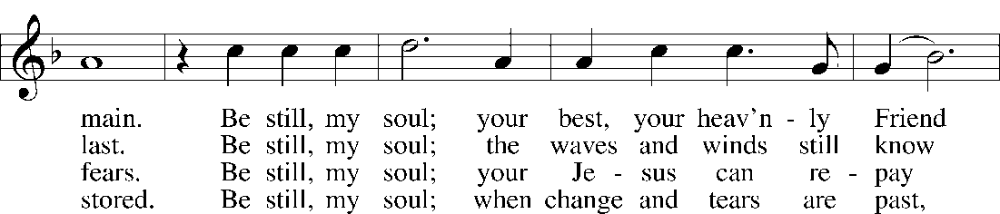 main. Be still, my soul; your best, your heav'n - ly Friend
last. Be still, my soul; the waves and winds still know
fears. Be still, my soul; your Je - sus can re - pay
stored. Be still, my soul; when change and tears are past,